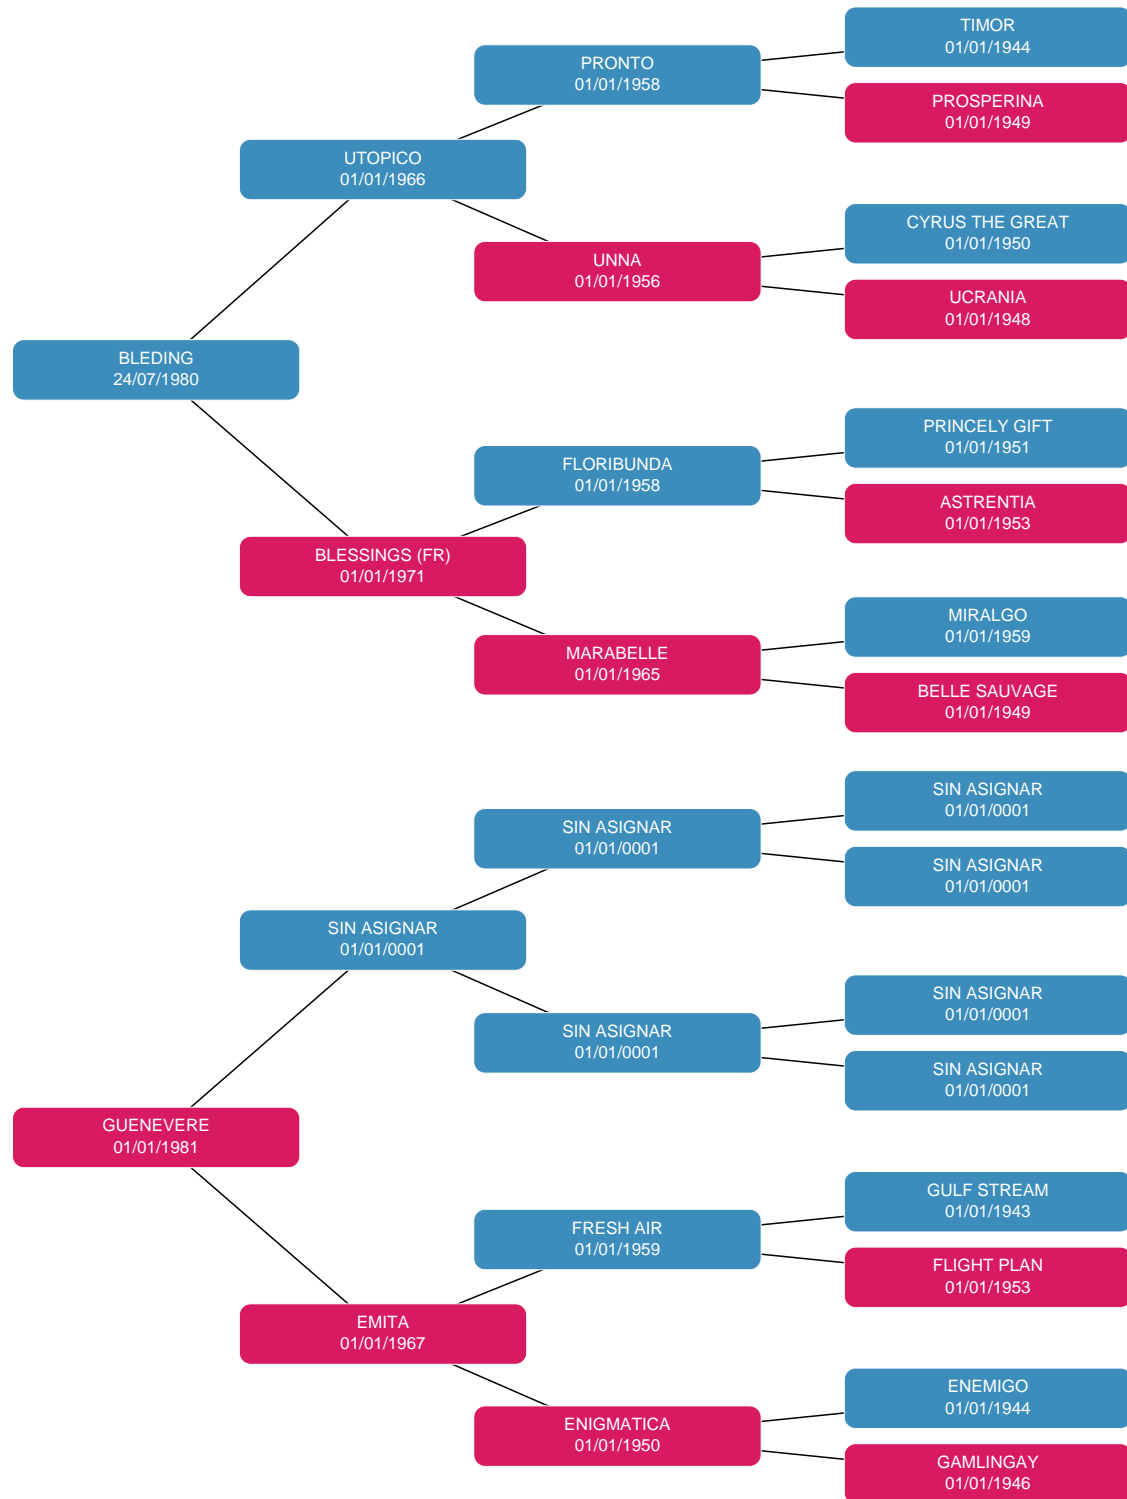 TIMOR
01/01/1944
PRONTO
01/01/1958
PROSPERINA
01/01/1949
UTOPICO
01/01/1966
CYRUS THE GREAT
01/01/1950
UNNA
01/01/1956
UCRANIA
01/01/1948
BLEDING
24/07/1980
PRINCELY GIFT
01/01/1951
FLORIBUNDA
01/01/1958
ASTRENTIA
01/01/1953
BLESSINGS (FR)
01/01/1971
MIRALGO
01/01/1959
MARABELLE
01/01/1965
BELLE SAUVAGE
01/01/1949
SIN ASIGNAR
01/01/0001
SIN ASIGNAR
01/01/0001
SIN ASIGNAR
01/01/0001
SIN ASIGNAR
01/01/0001
SIN ASIGNAR
01/01/0001
SIN ASIGNAR
01/01/0001
SIN ASIGNAR
01/01/0001
GUENEVERE
01/01/1981
GULF STREAM
01/01/1943
FRESH AIR
01/01/1959
FLIGHT PLAN
01/01/1953
EMITA
01/01/1967
ENEMIGO
01/01/1944
ENIGMATICA
01/01/1950
GAMLINGAY
01/01/1946